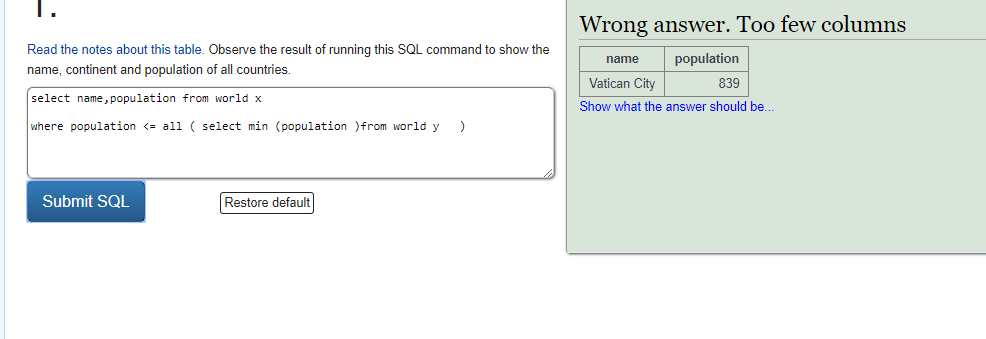 1.
Read the notes about this table. Observe the result of running this SQL command to show the
name, continent and population of all countries.
select name,population from world x
where population <= all ( select min (population )from world y   )
Submit SQL
Restore default
Wrong answer. Too few columns
name population
Vatican City 839
Show what the answer should be...